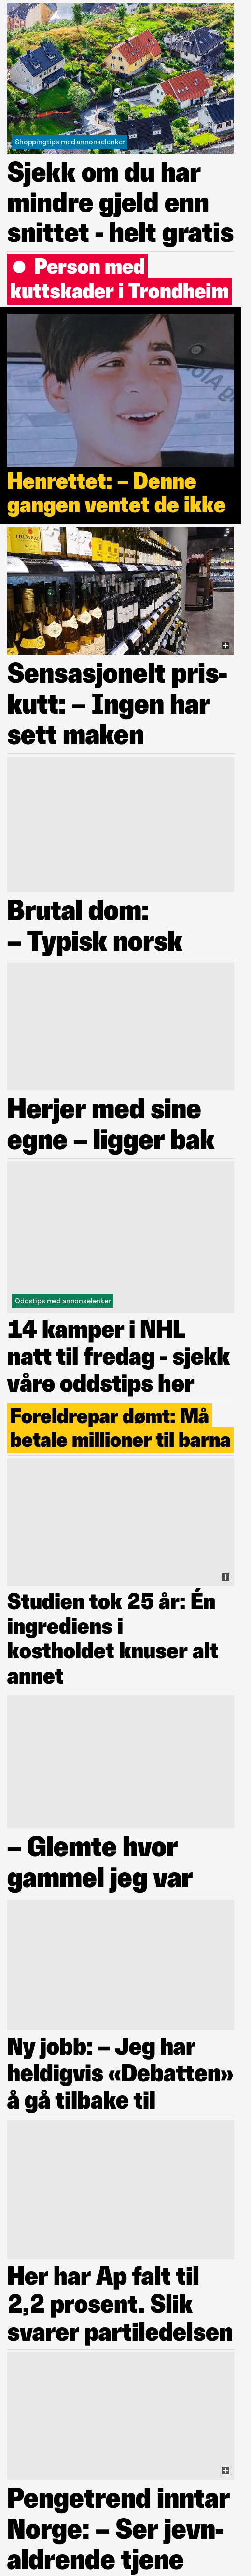 Shoppingtips med annonselenker
Sjekk om du har
mindre gjeld enn
snittet - helt gratis
Person med
kuttskader i Trondheim
Henrettet: – Denne
gangen ventet de ikke
Sensasjonelt pris-
kutt: – Ingen har
sett maken
Brutal dom:
– Typisk norsk
Herjer med sine
egne – ligger bak
Oddstips med annonselenker
14 kamper i NHL
natt til fredag - sjekk
våre oddstips her
Foreldrepar dømt: Må
betale millioner til barna
Studien tok 25 år: Én
ingrediens i
kostholdet knuser alt
annet
– Glemte hvor
gammel jeg var
Ny jobb: – Jeg har
heldigvis «Debatten»
å gå tilbake til
Her har Ap falt til
2,2 prosent. Slik
svarer partiledelsen
Pengetrend inntar
Norge: – Ser jevn-
aldrende tjene